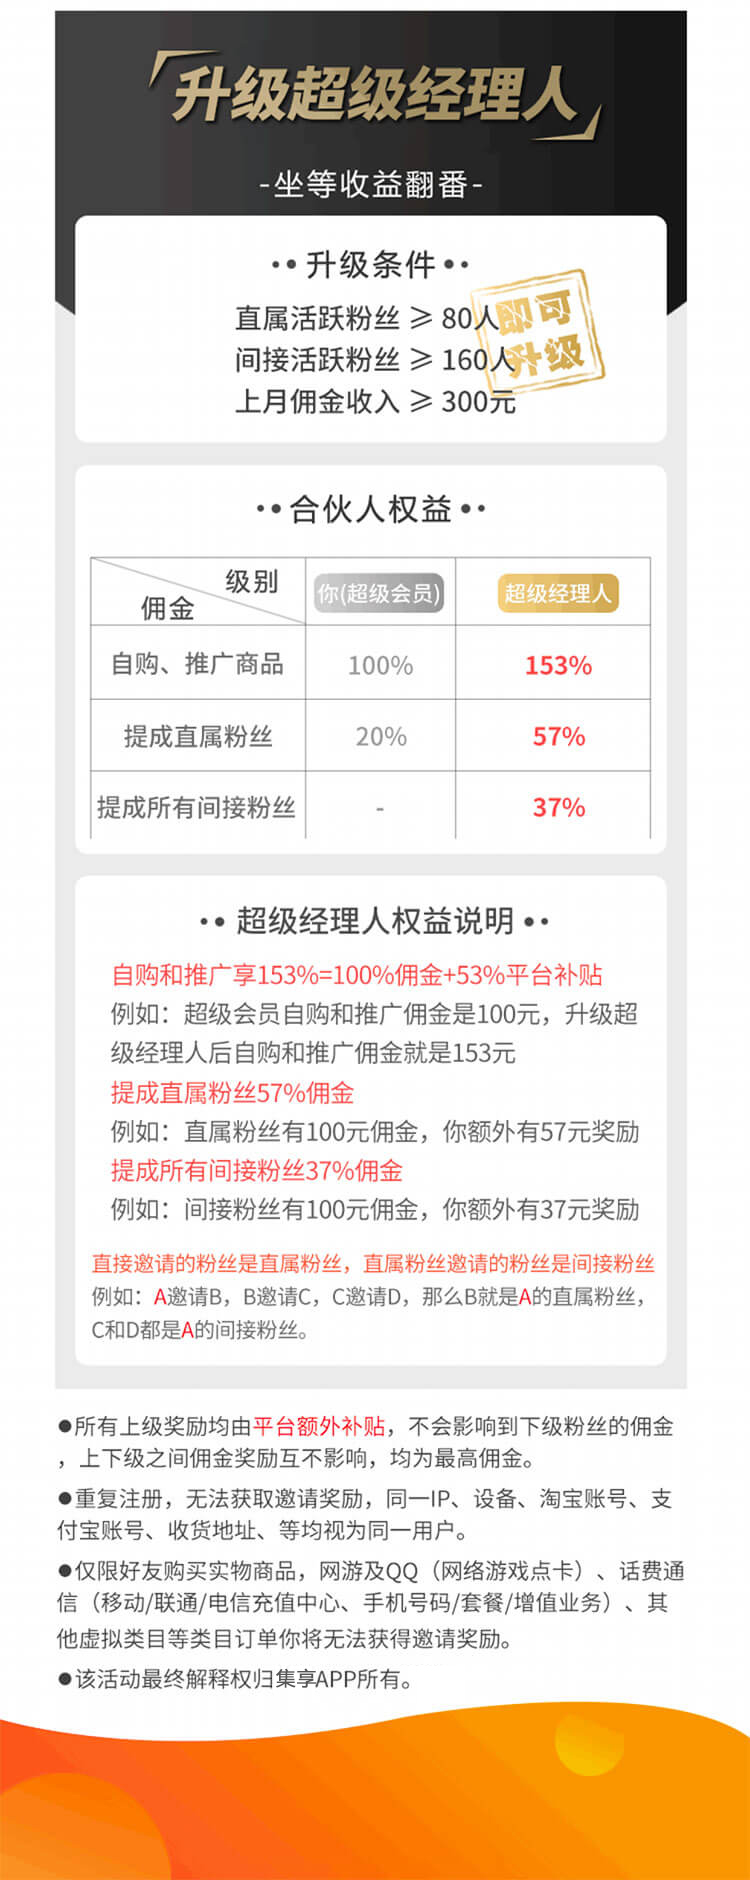 升级超级经理人
-坐等收益翻番-
升级条件
直属活跃粉丝 ≥ 80人
间接活跃粉丝 ≥ 160人
上月佣金收入 ≥ 300元
即可
升级
合伙人权益
级别
佣金
你(超级会员)
超级经理人
自购、推广商品 100% 153%
提成直属粉丝 20% 57%
提成所有间接粉丝 - 37%
超级经理人权益说明
自购和推广享153%=100%佣金+53%平台补贴
例如：超级会员自购和推广佣金是100元，升级超
级经理人后自购和推广佣金就是153元
提成直属粉丝57%佣金
例如：直属粉丝有100元佣金，你额外有57元奖励
提成所有间接粉丝37%佣金
例如：间接粉丝有100元佣金，你额外有37元奖励
直接邀请的粉丝是直属粉丝，直属粉丝邀请的粉丝是间接粉丝
例如：A邀请B，B邀请C，C邀请D，那么B就是A的直属粉丝，
C和D都是A的间接粉丝。
●所有上级奖励均由平台额外补贴，不会影响到下级粉丝的佣金
，上下级之间佣金奖励互不影响，均为最高佣金。
●重复注册，无法获取邀请奖励，同一IP、设备、淘宝账号、支
付宝账号、收货地址、等均视为同一用户。
●仅限好友购买实物商品，网游及QQ（网络游戏点卡）、话费通
信（移动/联通/电信充值中心、手机号码/套餐/增值业务）、其
他虚拟类目等类目订单你将无法获得邀请奖励。
●该活动最终解释权归集享APP所有。